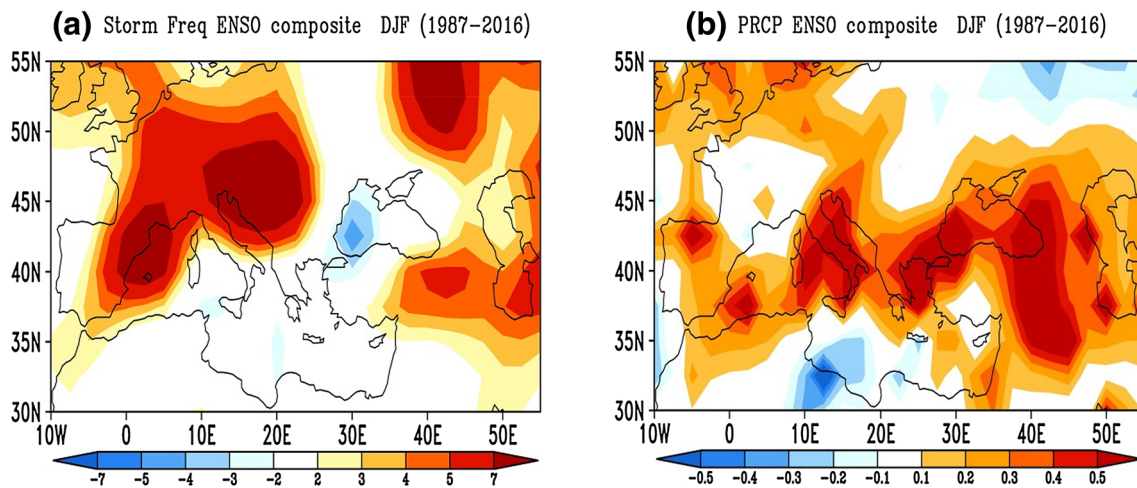 (a) Storm Freq ENSO composite DJF (1987-2016)
55N
50N
45N
40N
35N
30N
10W 0 10E 20E 30E 40E 50E
-7 -5 -4 -3 2 3 4 5 7
(b) PRCP ENSO composite DJF (1987-2016)
55N
50N
45N
40N
35N
30N
10W 0 10E 20E 30E 40E 50E
-0.5 -0.3 -0.2 -0.1 0.1 0.2 0.3 0.4 0.5